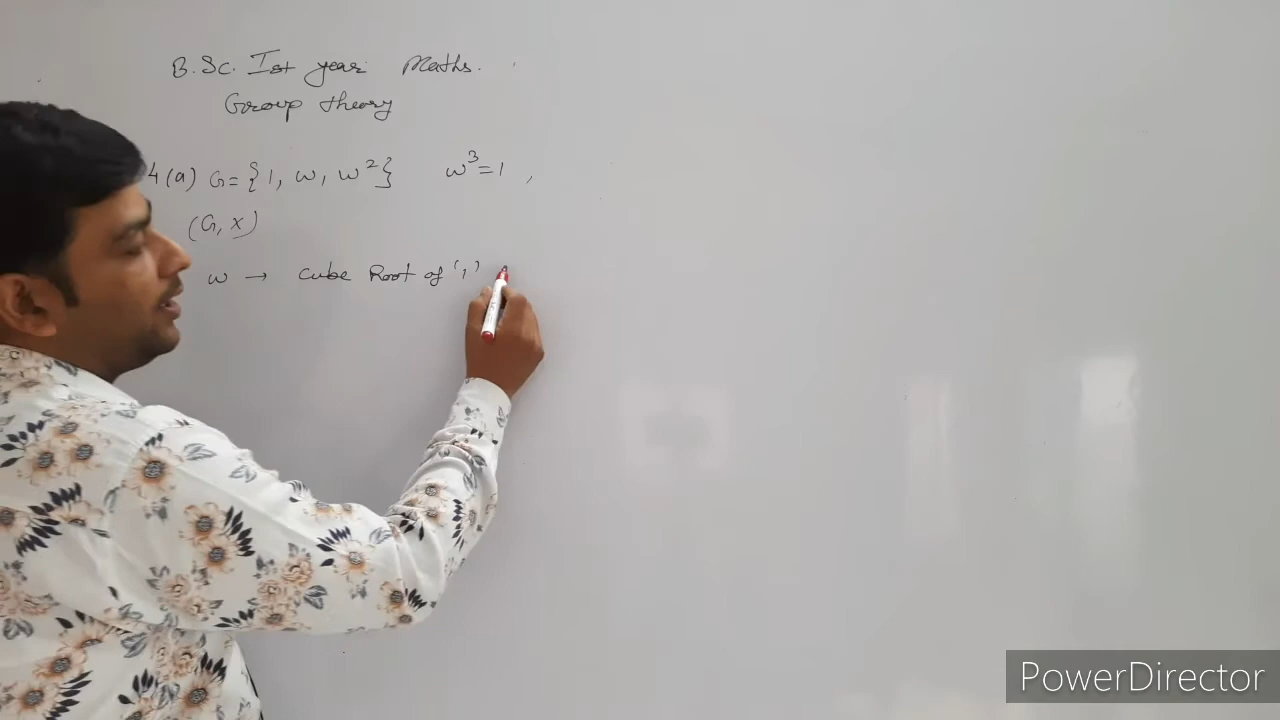 B.Sc. Ist year Maths.
Group theory
4(a) G = {1, ω, ω²} ω³=1 ,
(G, ×)
ω → Cube Root of '1'
PowerDirector